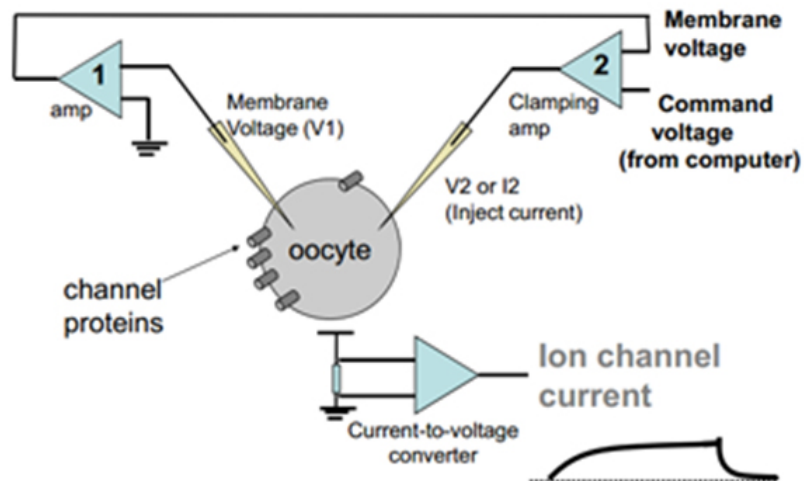 Membrane
voltage
1
2
amp
Membrane
Voltage (V1)
Clamping
amp
Command
voltage
(from computer)
V2 or I2
(Inject current)
oocyte
channel
proteins
Ion channel
current
Current-to-voltage
converter